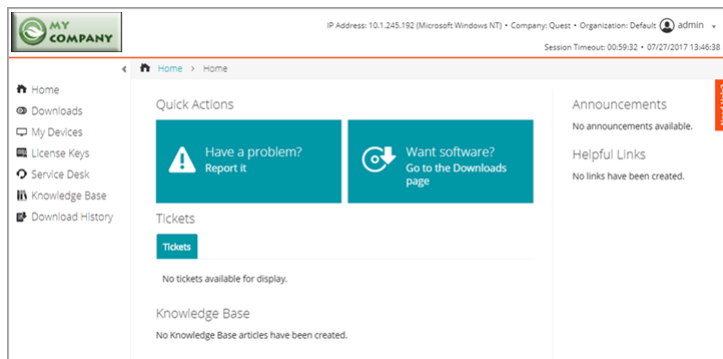 MY
COMPANY
IP Address: 10.1.245.192 (Microsoft Windows NT) • Company: Quest • Organization: Default admin
Session Timeout: 00:59:32 • 07/27/2017 13:46:38
Home > Home
Home
Downloads
My Devices
License Keys
Service Desk
Knowledge Base
Download History
Quick Actions
Have a problem?
Report it
Want software?
Go to the Downloads
page
Tickets
Tickets
No tickets available for display.
Knowledge Base
No Knowledge Base articles have been created.
Announcements
No announcements available.
Helpful Links
No links have been created.